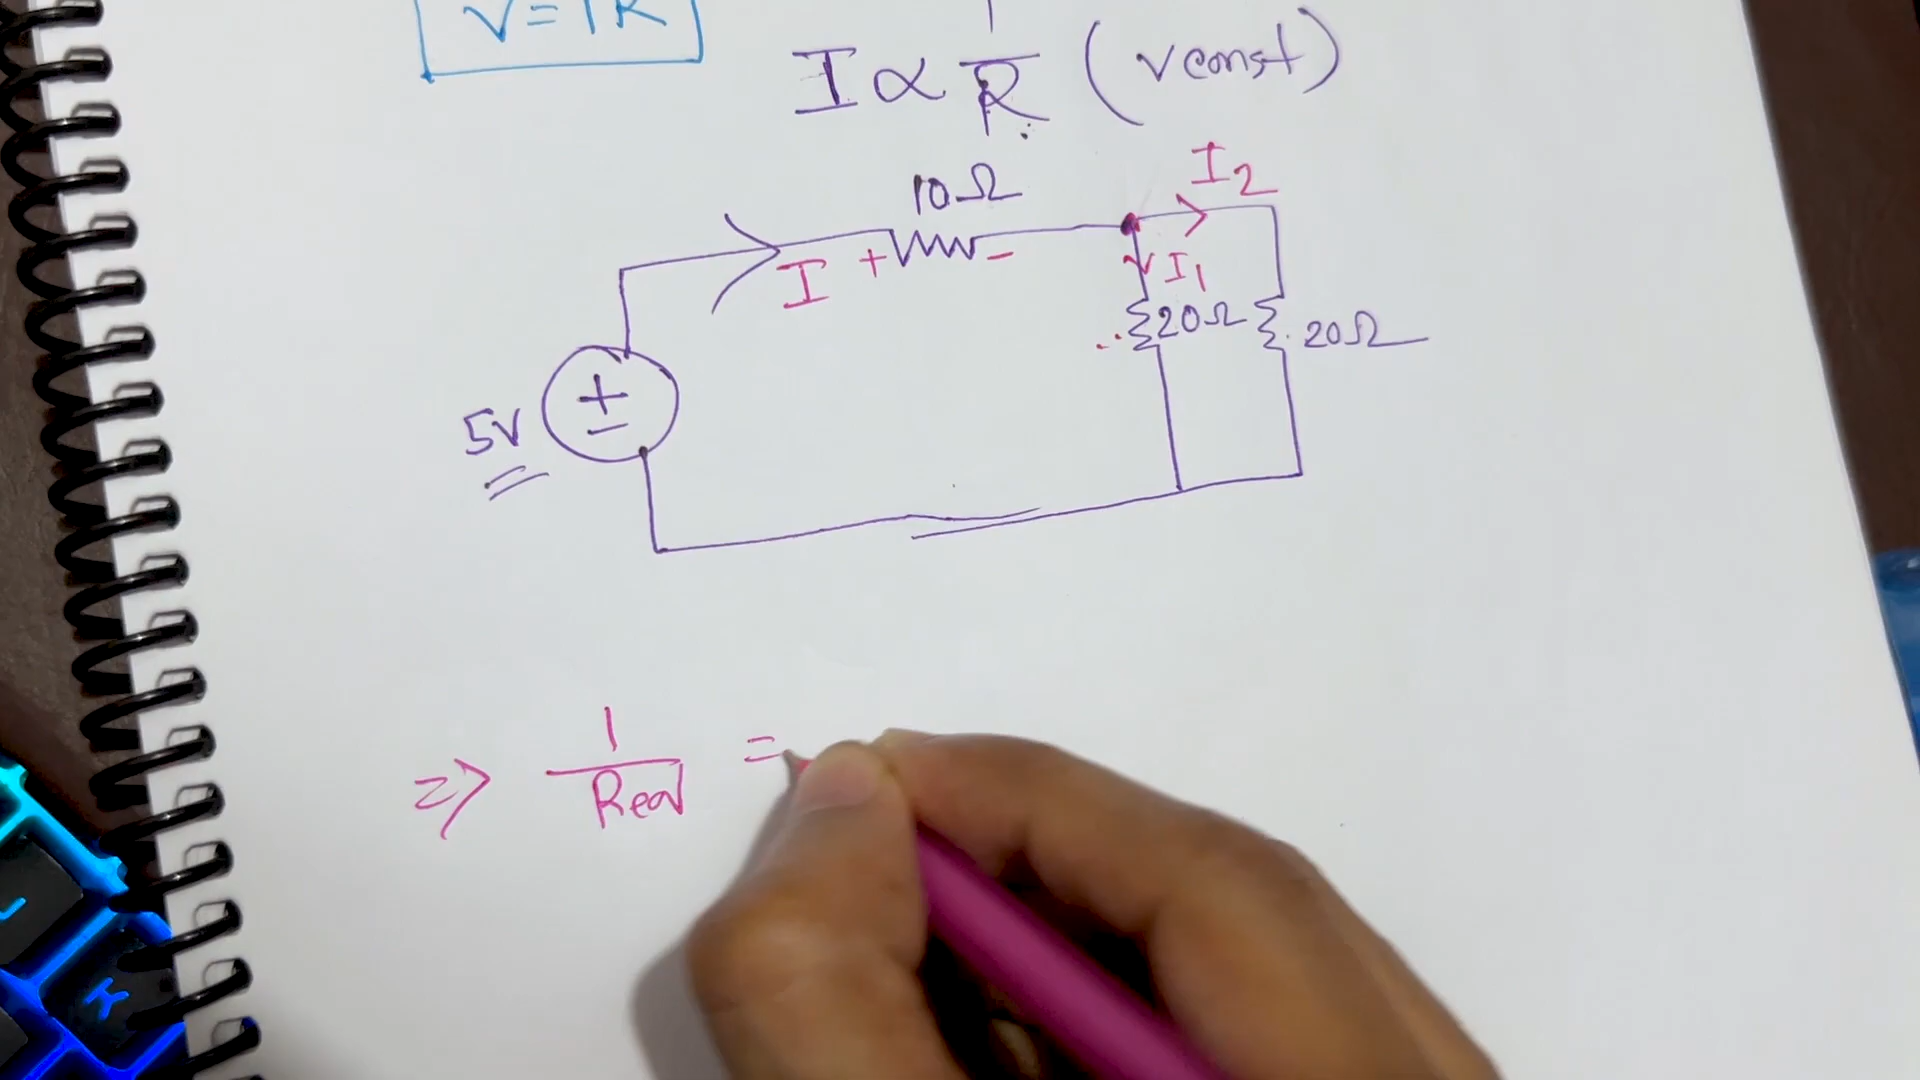 V=IR
I ∝ 1/R (v const)
10Ω
I2
I + -
I1
20Ω 20Ω
5V + -
⇒ 1/Req =
L
K